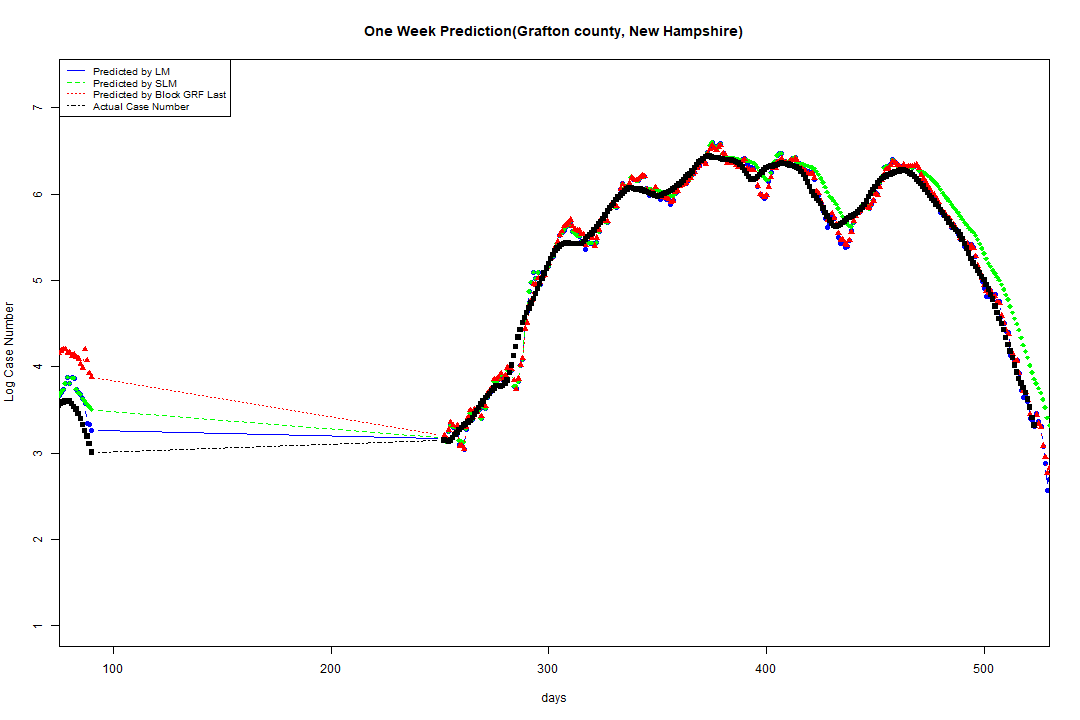 One Week Prediction(Grafton county, New Hampshire)
Predicted by LM
Predicted by SLM
Predicted by Block GRF Last
Actual Case Number
7
6
5
4
3
2
1
Log Case Number
100 200 300 400 500
days